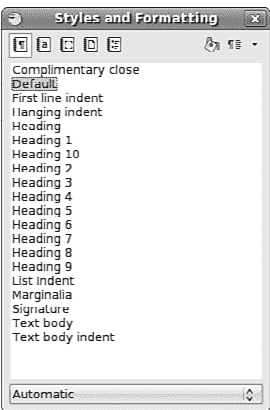 Styles and Formatting
Complimentary close
Default
First line indent
Hanging indent
Heading
Heading 1
Heading 10
Heading 2
Heading 3
Heading 4
Heading 5
Heading 6
Heading 7
Heading 8
Heading 9
List Indent
Marginalia
Signature
Text body
Text body indent
Automatic